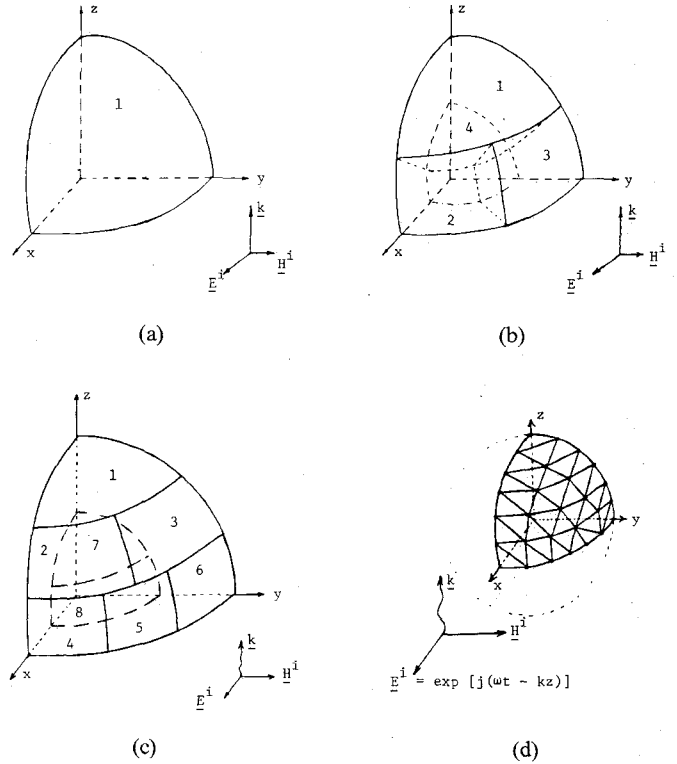 z
1
y
x
k
E^i
H^i
(a)
z
1
4
3
2
y
x
k
E^i
H^i
(b)
z
1
3
2
7
6
8
5
4
y
x
k
E^i
H^i
(c)
z
y
x
k
H^i
E^i = exp [j(ωt - kz)]
(d)